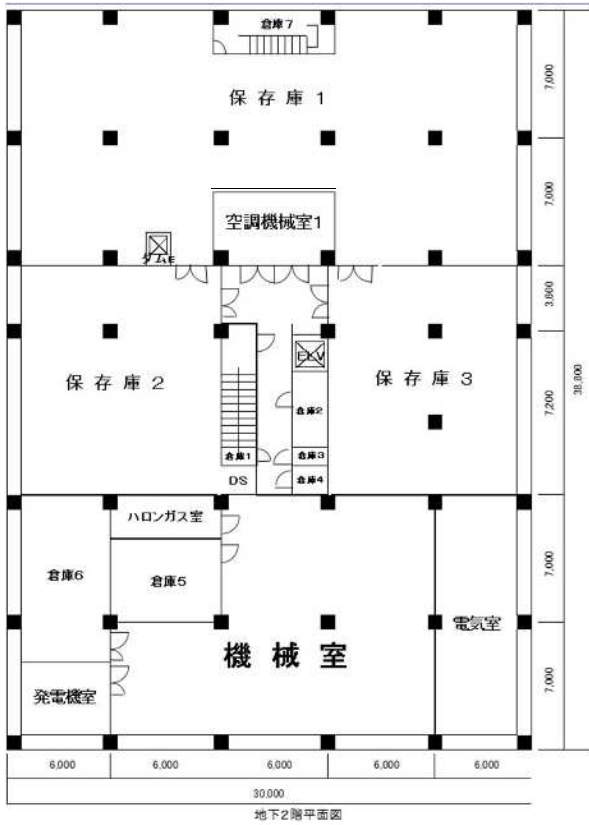 倉庫7
保存庫1
7,000
7,000
空調機械室1
ダムE
3,800
ELV
保存庫2
保存庫3
倉庫2
7,200
38,800
倉庫1
倉庫3
DS
倉庫4
ハロンガス室
倉庫6
倉庫5
7,000
電気室
機械室
発電機室
7,000
6,000
6,000
6,000
6,000
6,000
30,000
地下2階平面図